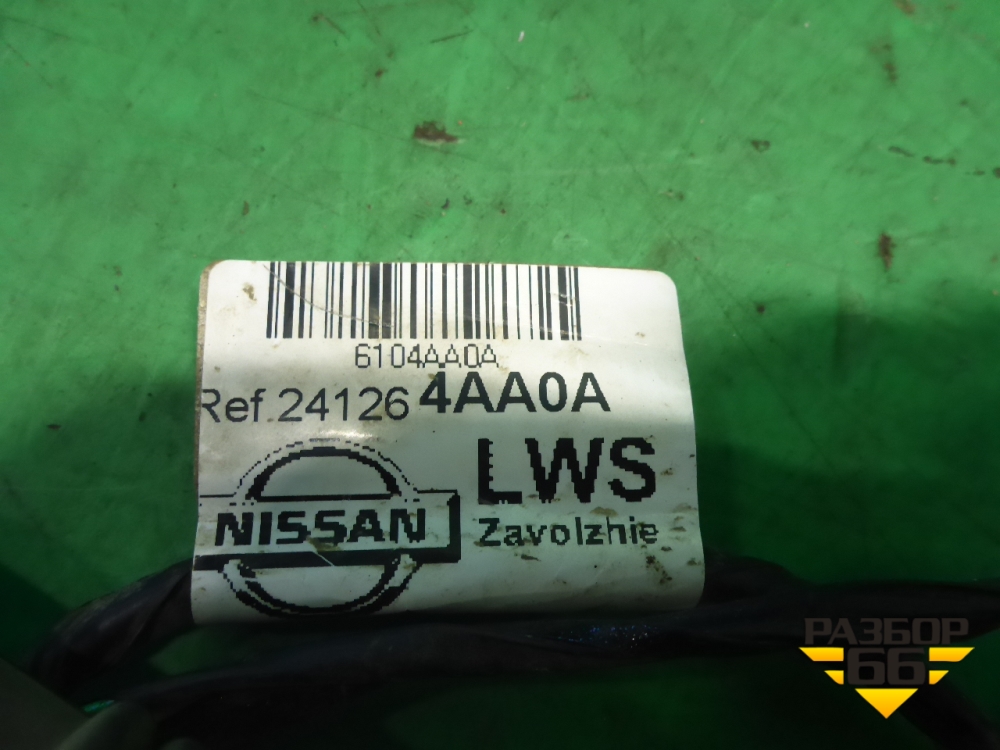 6104AA0A
Ref.24126 4AA0A
LWS
NISSAN
Zavolzhie
РАЗБОР
66